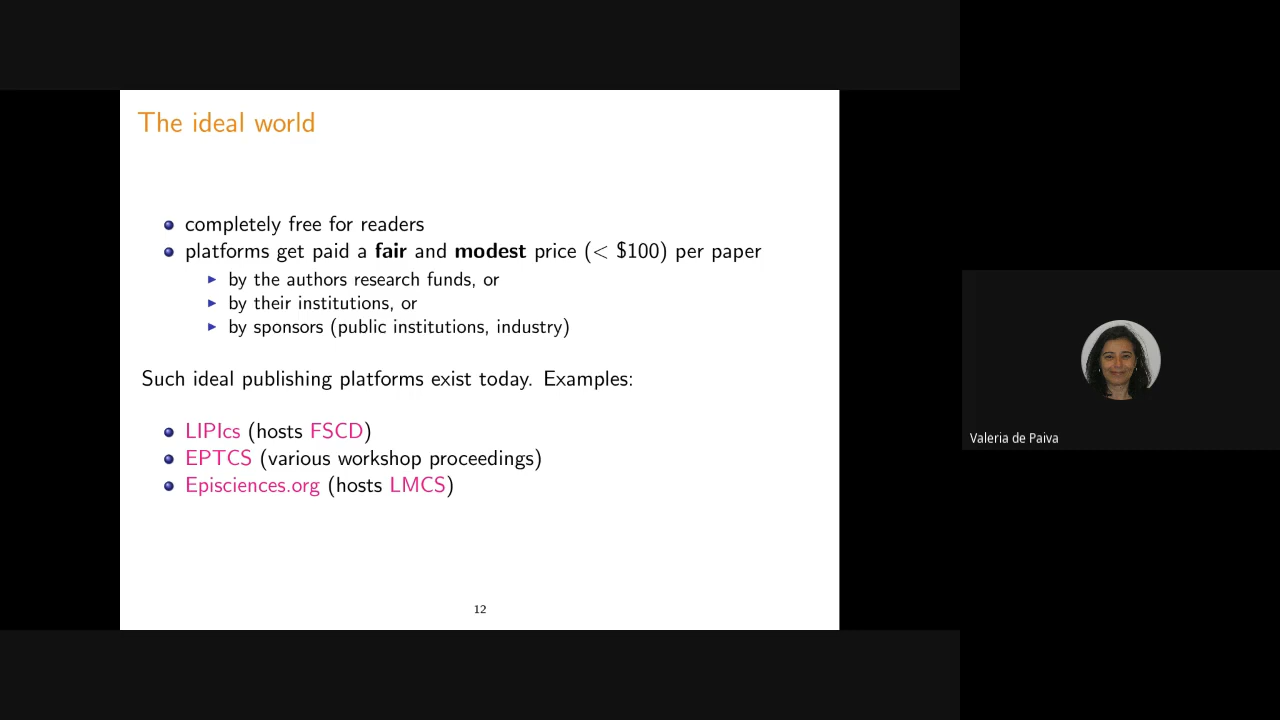 The ideal world
completely free for readers
platforms get paid a fair and modest price (< $100) per paper
by the authors research funds, or
by their institutions, or
by sponsors (public institutions, industry)
Such ideal publishing platforms exist today. Examples:
LIPIcs (hosts FSCD)
EPTCS (various workshop proceedings)
Episciences.org (hosts LMCS)
12
Valeria de Paiva